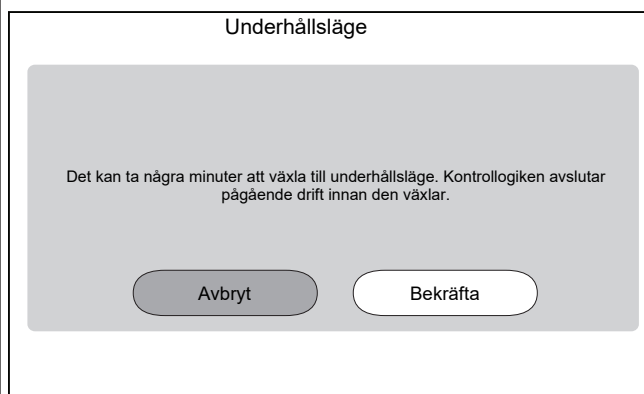 Underhållsläge
Det kan ta några minuter att växla till underhållsläge. Kontrollogiken avslutar
pågående drift innan den växlar.
Avbryt
Bekräfta